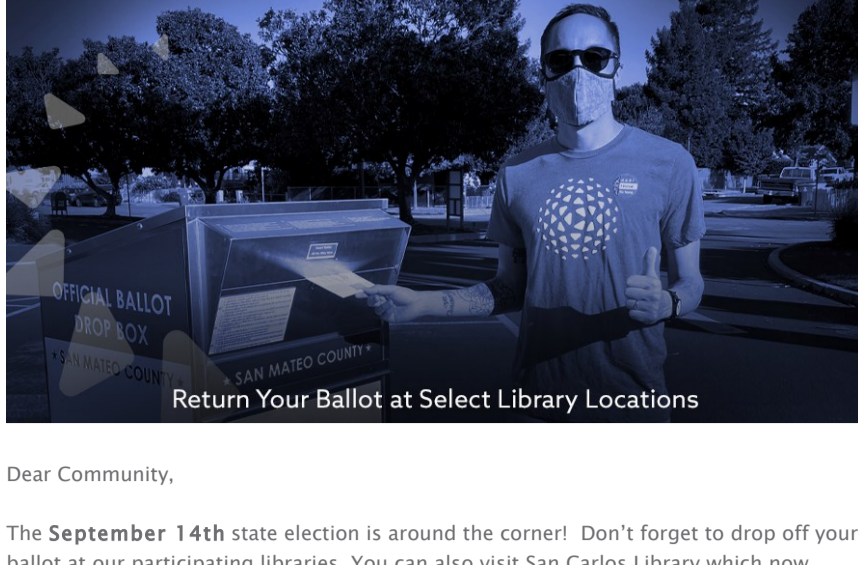 OFFICIAL BALLOT
DROP BOX
★ SAN MATEO COUNTY ★
★ SAN MATEO COUNTY ★
Return Your Ballot at Select Library Locations
Dear Community,
The September 14th state election is around the corner!  Don’t forget to drop off your
ballot at our participating libraries. You can also visit San Carlos Library which now